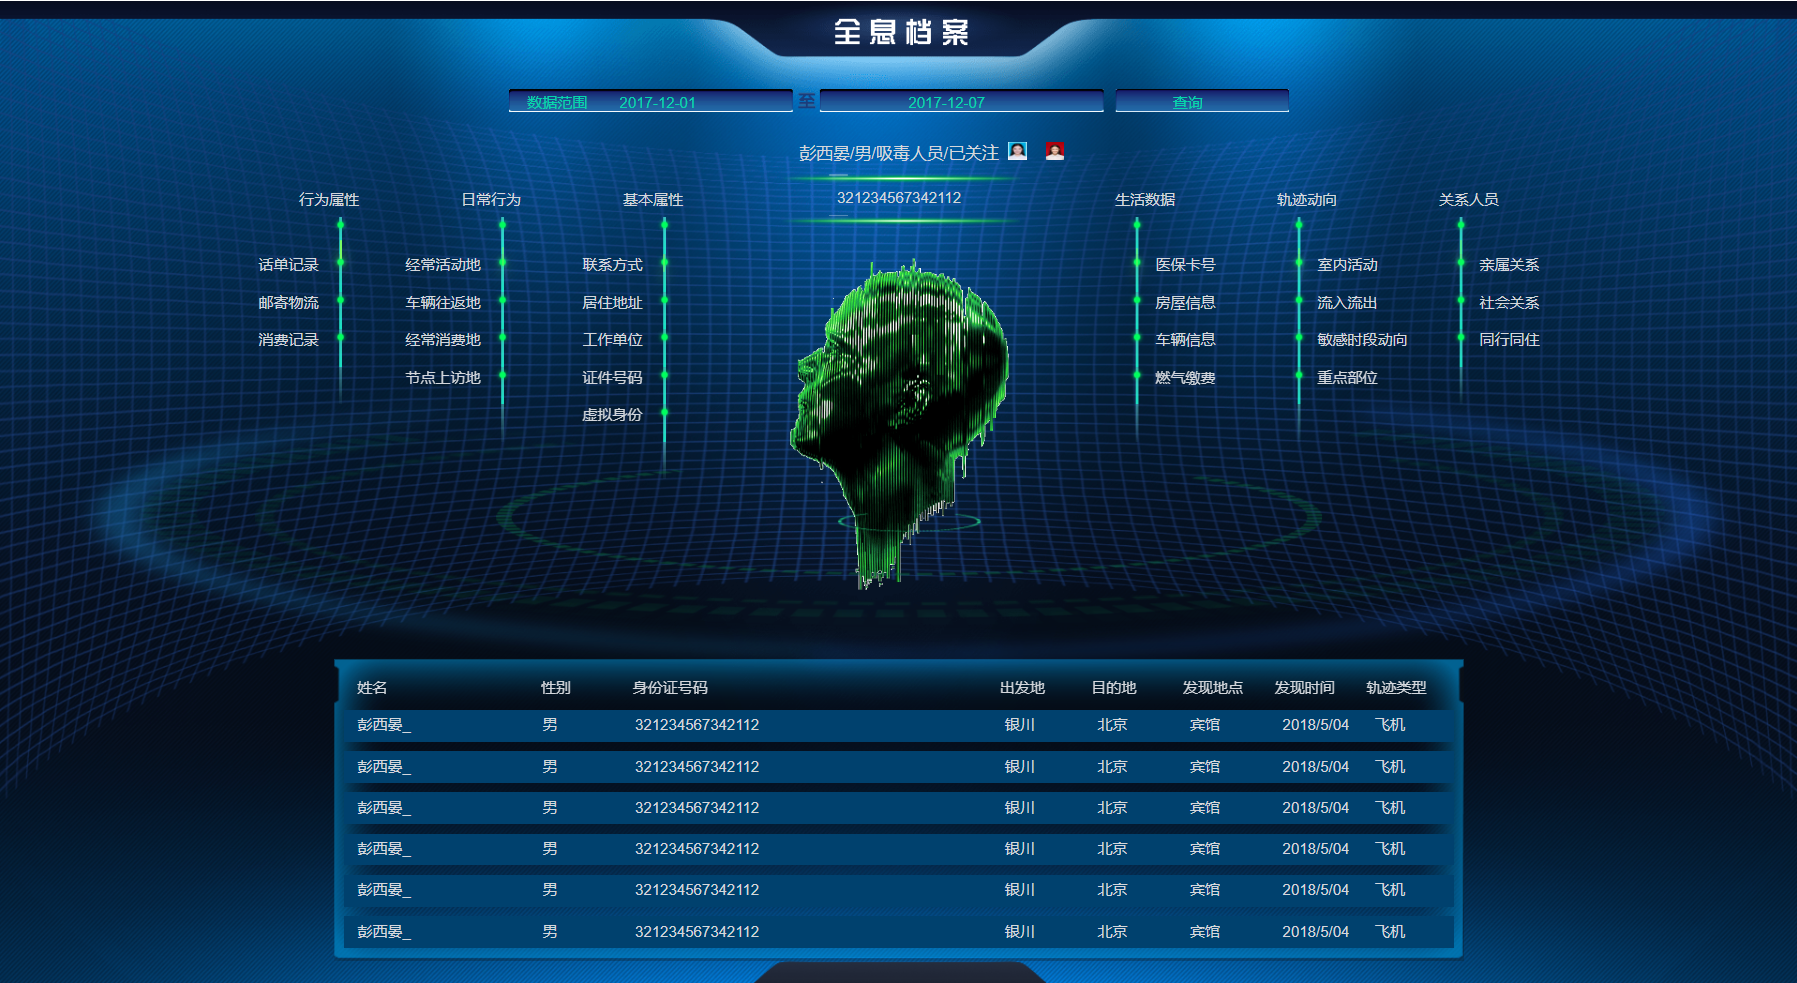 全息档案
数据范围 2017-12-01 至 2017-12-07 查询
彭西晏/男/吸毒人员/已关注
321234567342112
行为属性 日常行为 基本属性 生活数据 轨迹动向 关系人员
话单记录 经常活动地 联系方式 医保卡号 室内活动 亲属关系
邮寄物流 车辆往返地 居住地址 房屋信息 流入流出 社会关系
消费记录 经常消费地 工作单位 车辆信息 敏感时段动向 同行同住
节点上访地 证件号码 燃气缴费 重点部位
虚拟身份
姓名 性别 身份证号码 出发地 目的地 发现地点 发现时间 轨迹类型
彭西晏_ 男 321234567342112 银川 北京 宾馆 2018/5/04 飞机
彭西晏_ 男 321234567342112 银川 北京 宾馆 2018/5/04 飞机
彭西晏_ 男 321234567342112 银川 北京 宾馆 2018/5/04 飞机
彭西晏_ 男 321234567342112 银川 北京 宾馆 2018/5/04 飞机
彭西晏_ 男 321234567342112 银川 北京 宾馆 2018/5/04 飞机
彭西晏_ 男 321234567342112 银川 北京 宾馆 2018/5/04 飞机